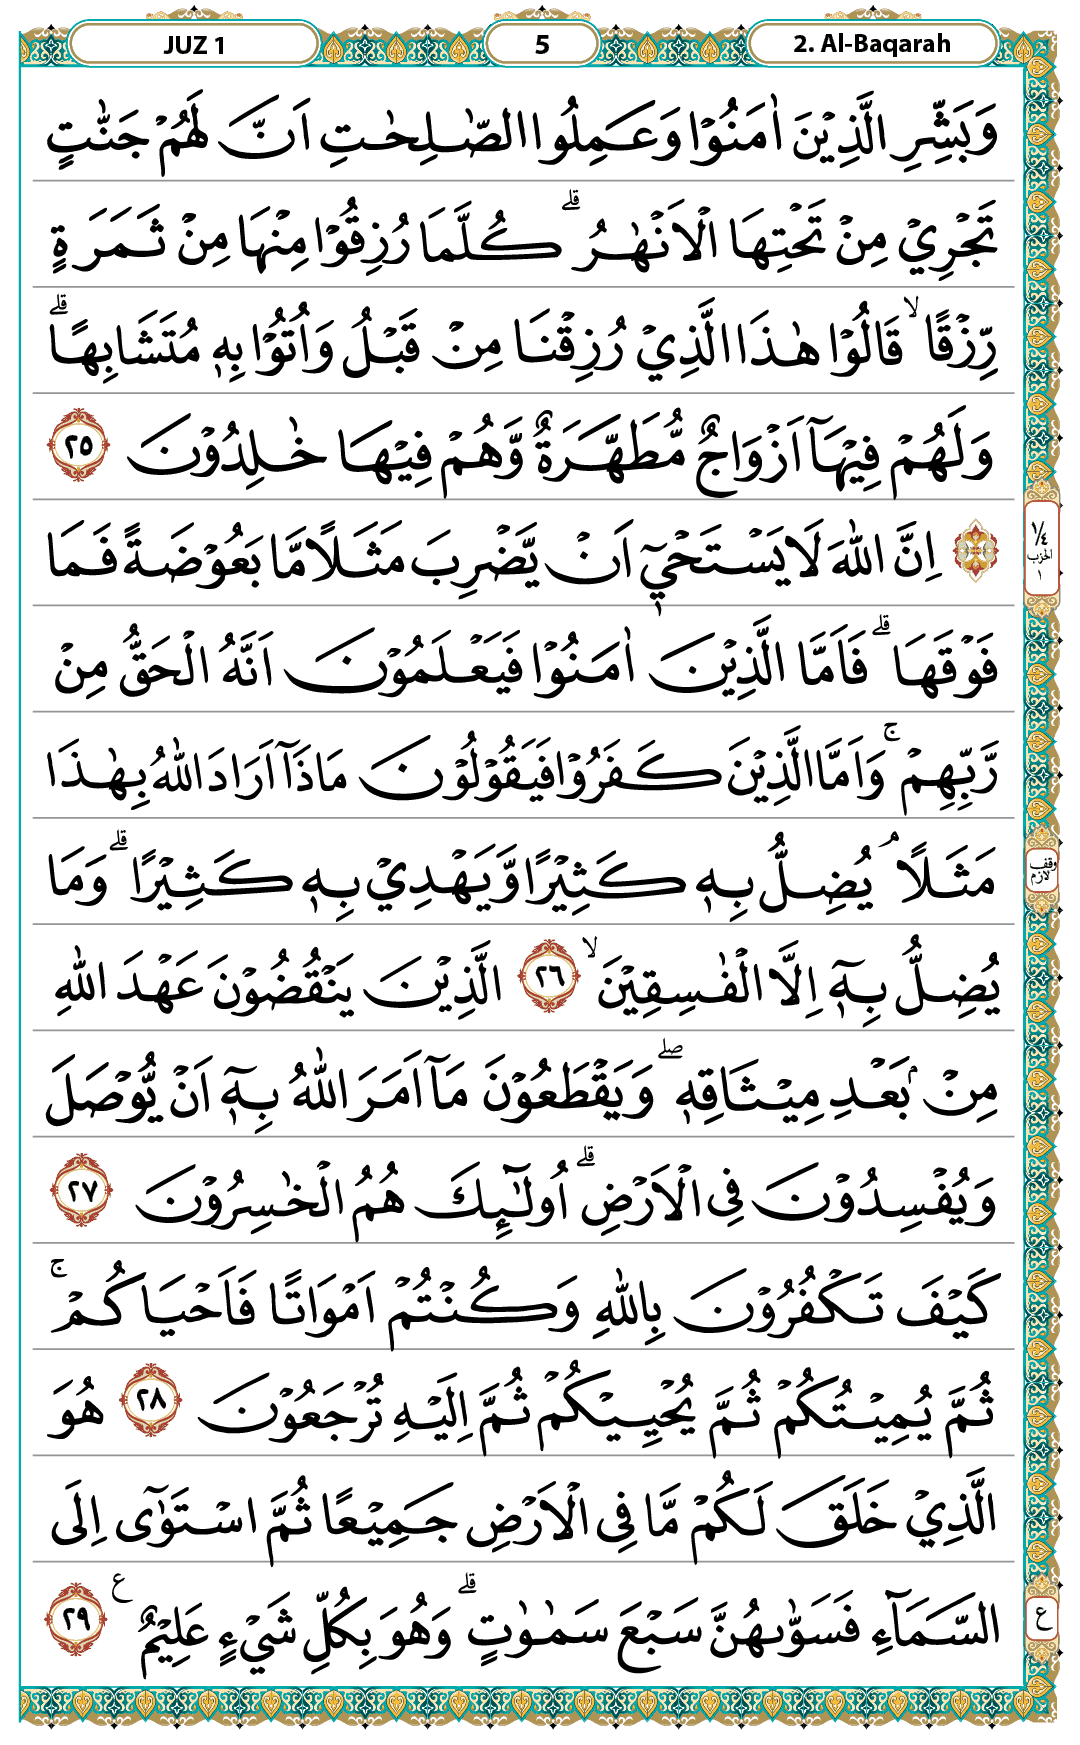 JUZ 1
5
2. Al-Baqarah
وَبَشِّرِ الَّذِيْنَ اٰمَنُوْا وَعَمِلُوا الصّٰلِحٰتِ اَنَّ لَهُمْ جَنّٰتٍ
تَجْرِيْ مِنْ تَحْتِهَا الْاَنْهٰرُ ۗ كُلَّمَا رُزِقُوْا مِنْهَا مِنْ ثَمَرَةٍ
رِّزْقًا ۙ قَالُوْا هٰذَا الَّذِيْ رُزِقْنَا مِنْ قَبْلُ وَاُتُوْا بِهٖ مُتَشَابِهًا ۗ
وَلَهُمْ فِيْهَآ اَزْوَاجٌ مُّطَهَّرَةٌ وَّهُمْ فِيْهَا خٰلِدُوْنَ ٢٥
۞ اِنَّ اللّٰهَ لَا يَسْتَحْيٖٓ اَنْ يَّضْرِبَ مَثَلًا مَّا بَعُوْضَةً فَمَا
فَوْقَهَا ۗ فَاَمَّا الَّذِيْنَ اٰمَنُوْا فَيَعْلَمُوْنَ اَنَّهُ الْحَقُّ مِنْ
رَّبِّهِمْ ۚ وَاَمَّا الَّذِيْنَ كَفَرُوْا فَيَقُوْلُوْنَ مَاذَآ اَرَادَ اللّٰهُ بِهٰذَا
مَثَلًا ۘ يُضِلُّ بِهٖ كَثِيْرًا وَّيَهْدِيْ بِهٖ كَثِيْرًا ۗ وَمَا
يُضِلُّ بِهٖٓ اِلَّا الْفٰسِقِيْنَ ۙ ٢٦ الَّذِيْنَ يَنْقُضُوْنَ عَهْدَ اللّٰهِ
مِنْۢ بَعْدِ مِيْثَاقِهٖ ۖ وَيَقْطَعُوْنَ مَآ اَمَرَ اللّٰهُ بِهٖٓ اَنْ يُّوْصَلَ
وَيُفْسِدُوْنَ فِى الْاَرْضِ ۗ اُولٰۤىِٕكَ هُمُ الْخٰسِرُوْنَ ٢٧
كَيْفَ تَكْفُرُوْنَ بِاللّٰهِ وَكُنْتُمْ اَمْوَاتًا فَاَحْيَاكُمْ ۚ
ثُمَّ يُمِيْتُكُمْ ثُمَّ يُحْيِيْكُمْ ثُمَّ اِلَيْهِ تُرْجَعُوْنَ ٢٨ هُوَ
الَّذِيْ خَلَقَ لَكُمْ مَّا فِى الْاَرْضِ جَمِيْعًا ثُمَّ اسْتَوٰٓى اِلَى
السَّمَاۤءِ فَسَوّٰىهُنَّ سَبْعَ سَمٰوٰتٍ ۗ وَهُوَ بِكُلِّ شَيْءٍ عَلِيْمٌ ࣖ ٢٩
١/٤
الحزب
١
وقف
لازم
ع